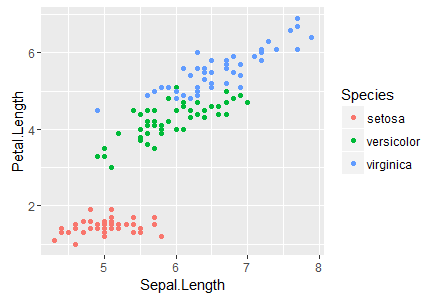 Petal.Length
6
4
2
5
6
7
8
Sepal.Length
Species
setosa
versicolor
virginica